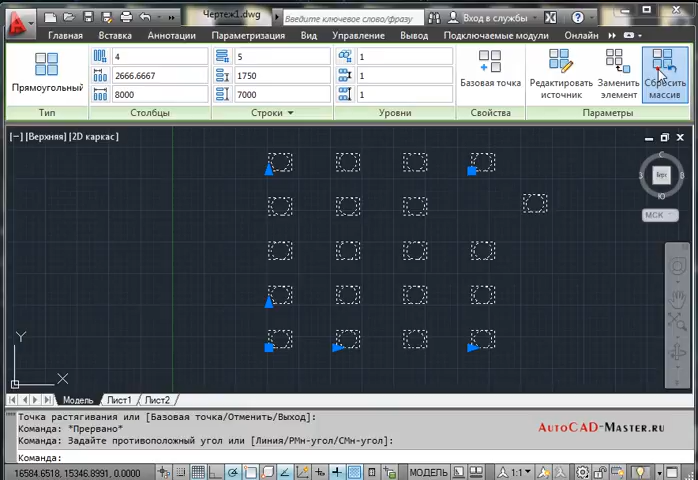 Чертеж1.dwg
Введите ключевое слово/фразу
Вход в службы
Главная Вставка Аннотации Параметризация Вид Управление Вывод Подключаемые модули Онлайн
4 5 1
2666.6667 1750 1
8000 7000 1
Прямоугольный
Базовая точка
Редактировать источник
Заменить элемент
Сбросить массив
Тип Столбцы Строки Уровни Свойства Параметры
[−] [Верхняя] [2D каркас]
С
З Верх В
Ю
МСК
Y
X
Модель Лист1 Лист2
Точка растягивания или [Базовая точка/Отменить/Выход]:
Команда: *Прервано*
Команда: Задайте противоположный угол или [Линия/РМн-угол/СМн-угол]:
AutoCAD-Master.ru
Команда:
16584.6518, 15346.8991, 0.0000
МОДЕЛЬ
1:1